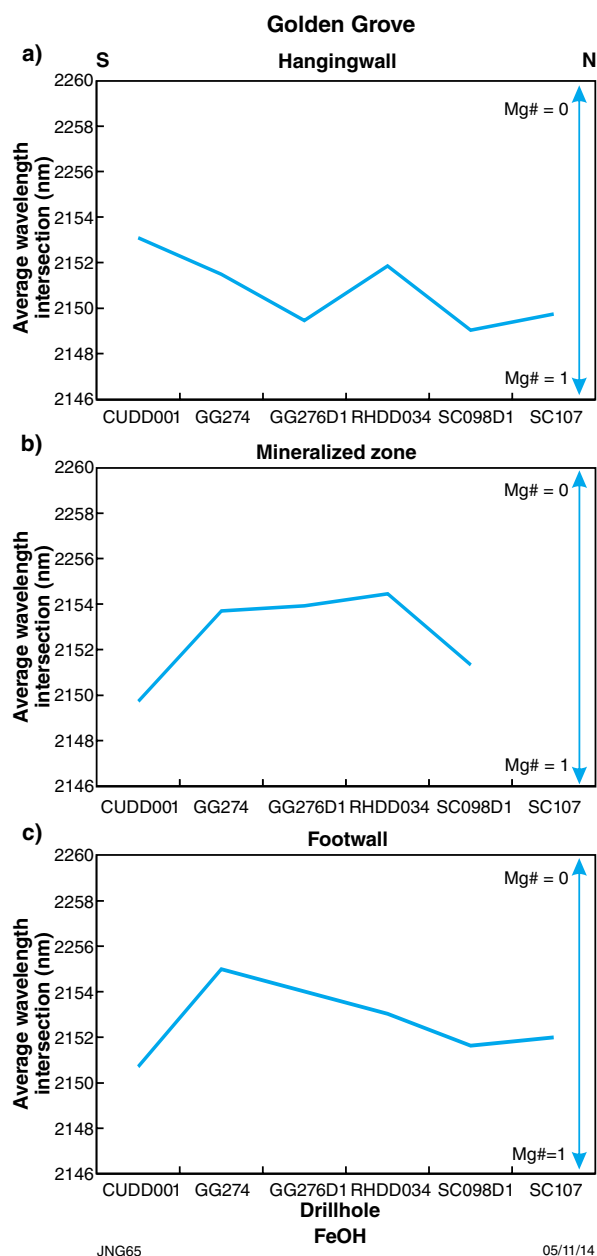 Golden Grove
a)
S Hangingwall N
Average wavelength
intersection (nm)
2260
2258
2256
2254
2152
2150
2148
2146
Mg# = 0
Mg# = 1
CUDD001 GG274 GG276D1 RHDD034 SC098D1 SC107
b)
Mineralized zone
Average wavelength
intersection (nm)
2260
2258
2256
2154
2151
2150
2148
2146
Mg# = 0
Mg# = 1
CUDD001 GG274 GG276D1 RHDD034 SC098D1 SC107
c)
Footwall
Average wavelength
intersection (nm)
2260
2258
2256
2154
2152
2150
2148
2146
Mg# = 0
Mg#=1
CUDD001 GG274 GG276D1 RHDD034 SC098D1 SC107
Drillhole
FeOH
JNG65 05/11/14